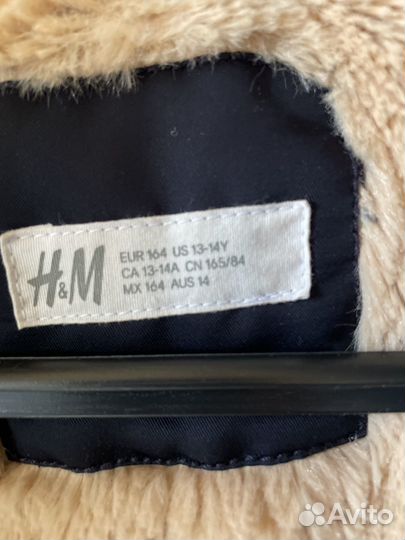 H&M
EUR 164 US 13-14Y
CA 13-14A CN 165/84
MX 164 AUS 14
Avito